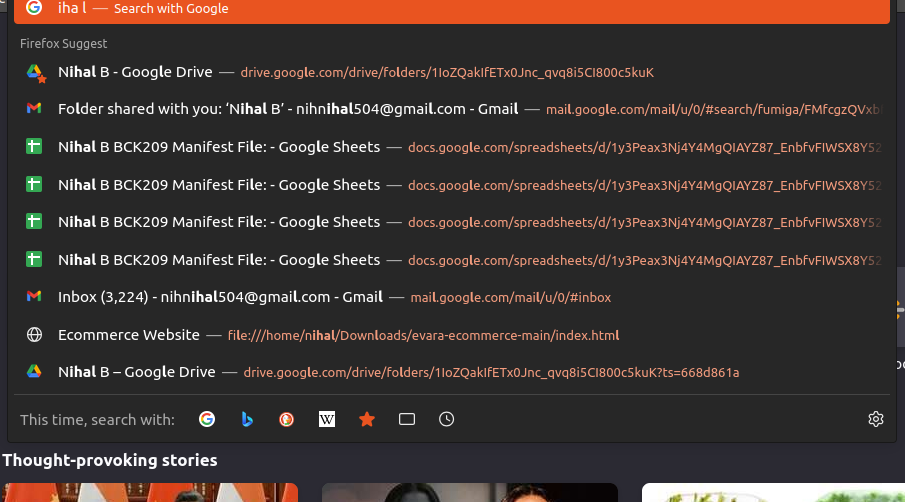 iha l — Search with Google
Firefox Suggest
Nihal B - Google Drive — drive.google.com/drive/folders/1IoZQakIfETx0Jnc_qvq8i5CI800c5kuK
Folder shared with you: ‘Nihal B’ - nihnihal504@gmail.com - Gmail — mail.google.com/mail/u/0/#search/fumiga/FMfcgzQVxb
Nihal B BCK209 Manifest File: - Google Sheets — docs.google.com/spreadsheets/d/1y3Peax3Nj4Y4MgQIAYZ87_EnbfvFIWSX8Y52
Nihal B BCK209 Manifest File: - Google Sheets — docs.google.com/spreadsheets/d/1y3Peax3Nj4Y4MgQIAYZ87_EnbfvFIWSX8Y52
Nihal B BCK209 Manifest File: - Google Sheets — docs.google.com/spreadsheets/d/1y3Peax3Nj4Y4MgQIAYZ87_EnbfvFIWSX8Y52
Nihal B BCK209 Manifest File: - Google Sheets — docs.google.com/spreadsheets/d/1y3Peax3Nj4Y4MgQIAYZ87_EnbfvFIWSX8Y52
Inbox (3,224) - nihnihal504@gmail.com - Gmail — mail.google.com/mail/u/0/#inbox
Ecommerce Website — file:///home/nihal/Downloads/evara-ecommerce-main/index.html
Nihal B – Google Drive — drive.google.com/drive/folders/1IoZQakIfETx0Jnc_qvq8i5CI800c5kuK?ts=668d861a
This time, search with: W
Thought-provoking stories